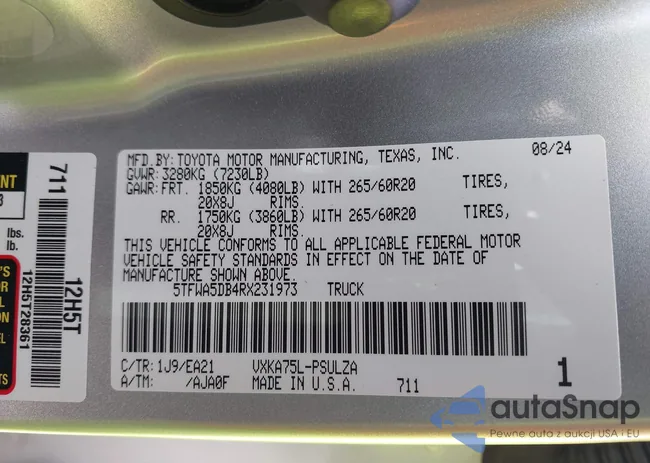 MFD.BY: TOYOTA MOTOR MANUFACTURING, TEXAS, INC. 08/24
GVWR: 3280KG (7230LB)
GAWR: FRT. 1850KG (4080LB) WITH 265/60R20 TIRES,
20X8J RIMS.
RR. 1750KG (3860LB) WITH 265/60R20 TIRES,
20X8J RIMS.
THIS VEHICLE CONFORMS TO ALL APPLICABLE FEDERAL MOTOR
VEHICLE SAFETY STANDARDS IN EFFECT ON THE DATE OF
MANUFACTURE SHOWN ABOVE.
5TFWA5DB4RX231973 TRUCK
C/TR: 1J9/EA21 VXKA75L-PSULZA
A/TM: /AJA0F MADE IN U.S.A. 711 1
711
12H5T
12H5T28361
ENT
lbs.
lb.
autaSnap
Pewne auta z aukcji USA i EU